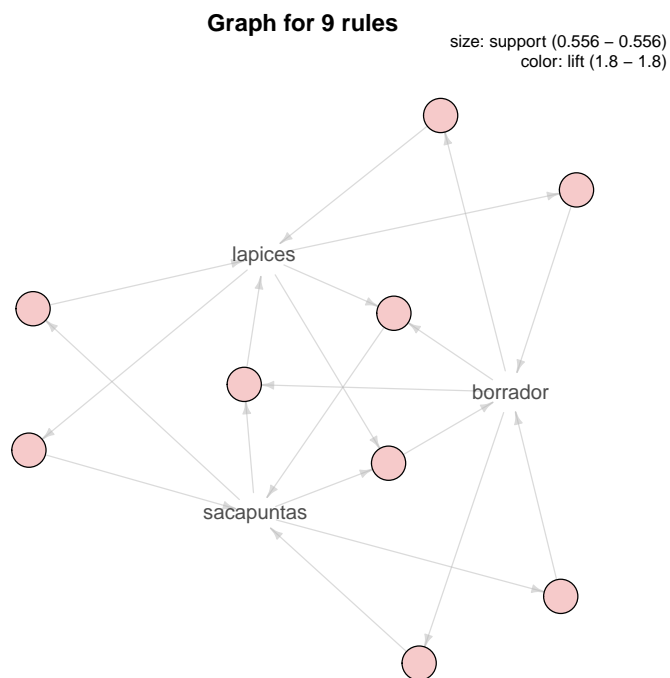 Graph for 9 rules
size: support (0.556 − 0.556)
color: lift (1.8 − 1.8)
lapices
borrador
sacapuntas